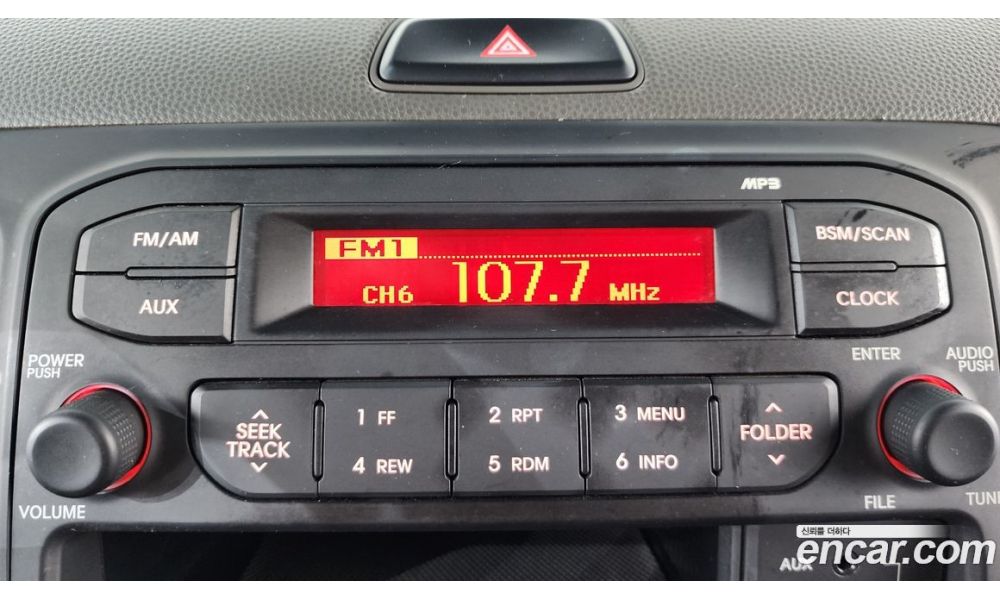 MP3
FM/AM
AUX
FM1
CH6 107.7 MHz
BSM/SCAN
CLOCK
POWER
PUSH
VOLUME
SEEK
TRACK
1 FF
4 REW
2 RPT
5 RDM
3 MENU
6 INFO
FOLDER
ENTER
AUDIO
PUSH
FILE
TUN
신뢰를 더하다
encar.com
AUX